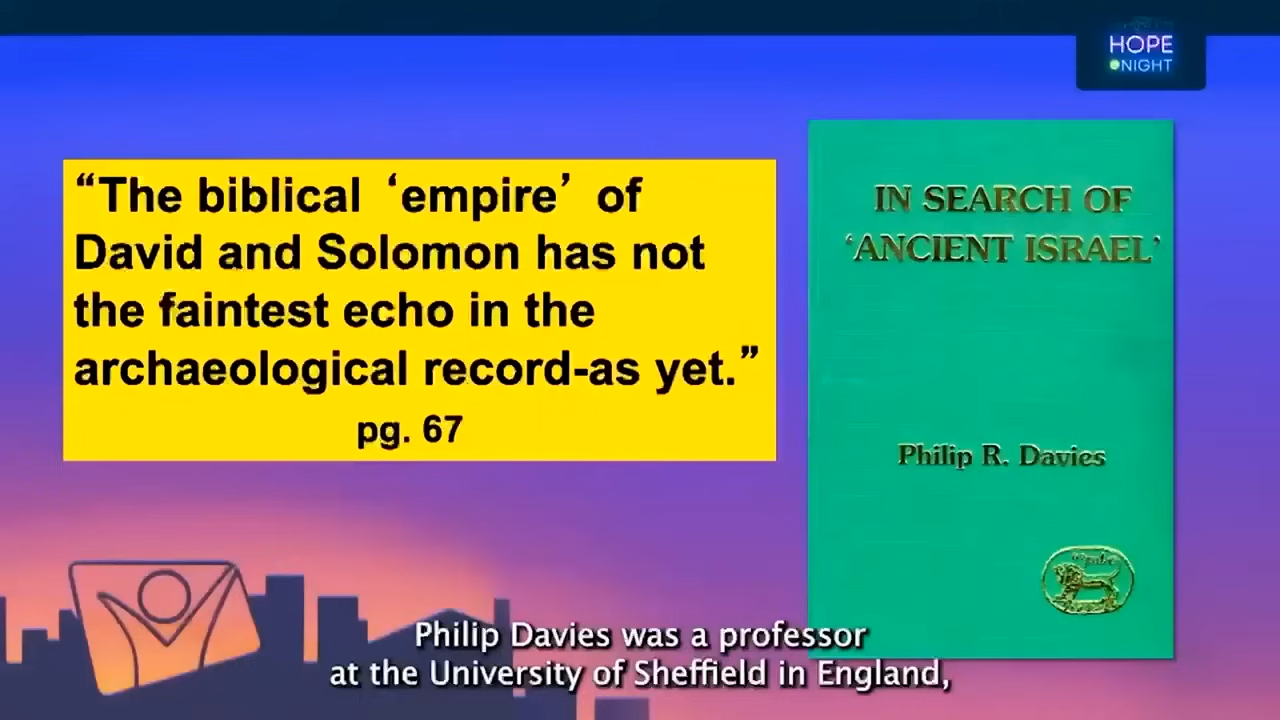 HOPE
NIGHT
“The biblical ‘empire’ of
David and Solomon has not
the faintest echo in the
archaeological record-as yet.”
pg. 67
IN SEARCH OF
‘ANCIENT ISRAEL’
Philip R. Davies
Philip Davies was a professor
at the University of Sheffield in England,